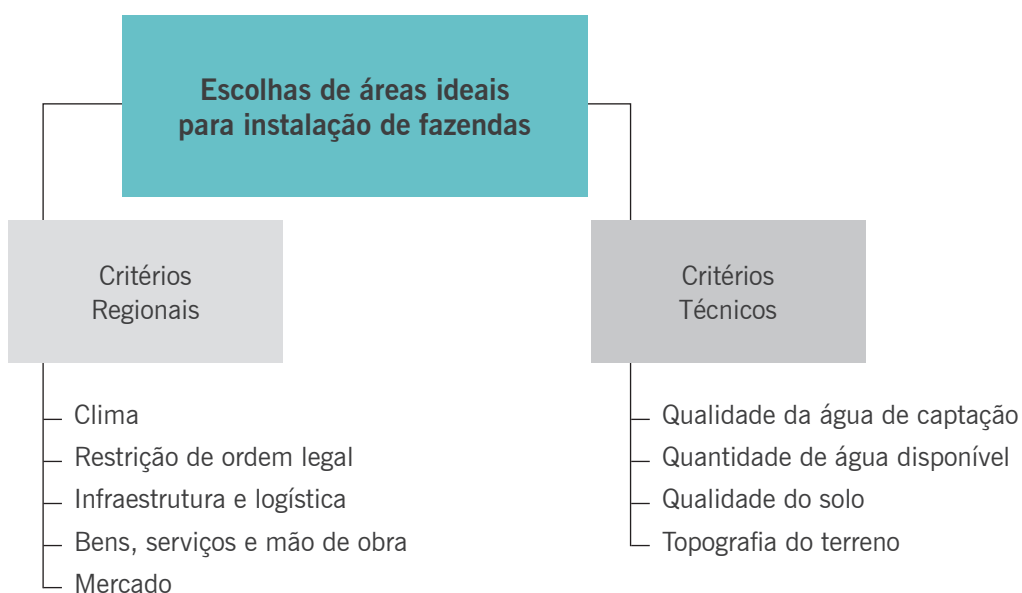 Escolhas de áreas ideais
para instalação de fazendas
Critérios
Regionais
Clima
Restrição de ordem legal
Infraestrutura e logística
Bens, serviços e mão de obra
Mercado
Critérios
Técnicos
Qualidade da água de captação
Quantidade de água disponível
Qualidade do solo
Topografia do terreno